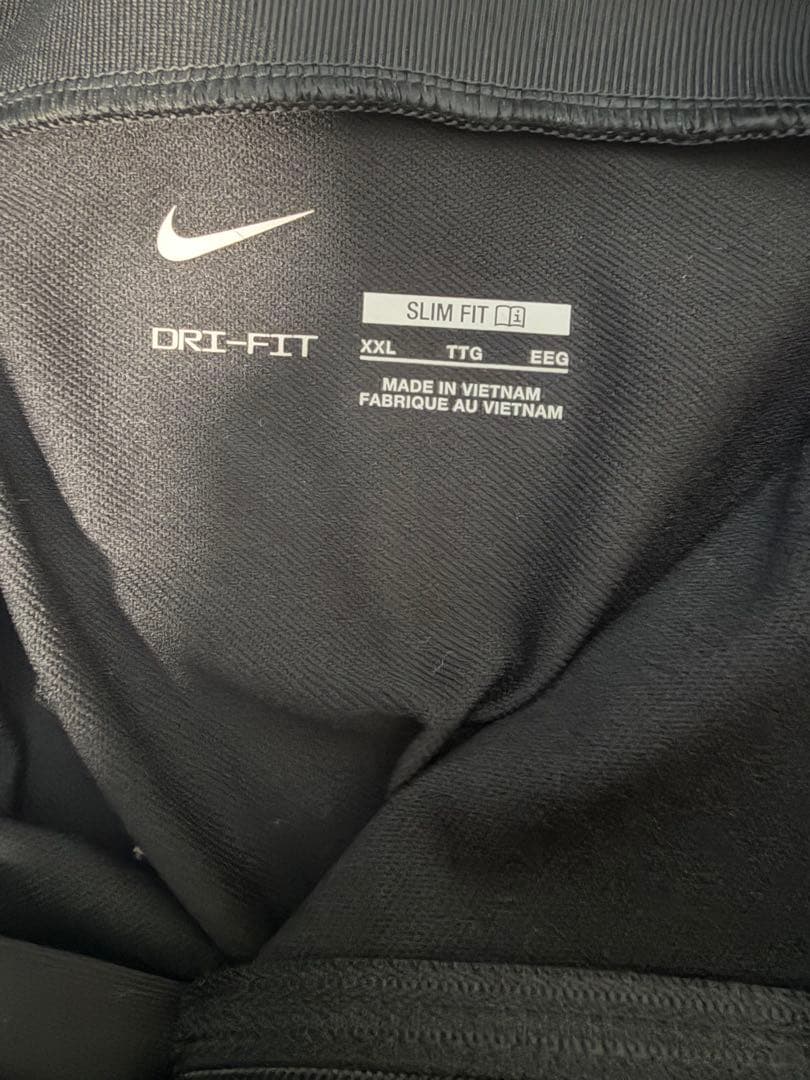 DRI-FIT
SLIM FIT
XXL TTG EEG
MADE IN VIETNAM
FABRIQUE AU VIETNAM